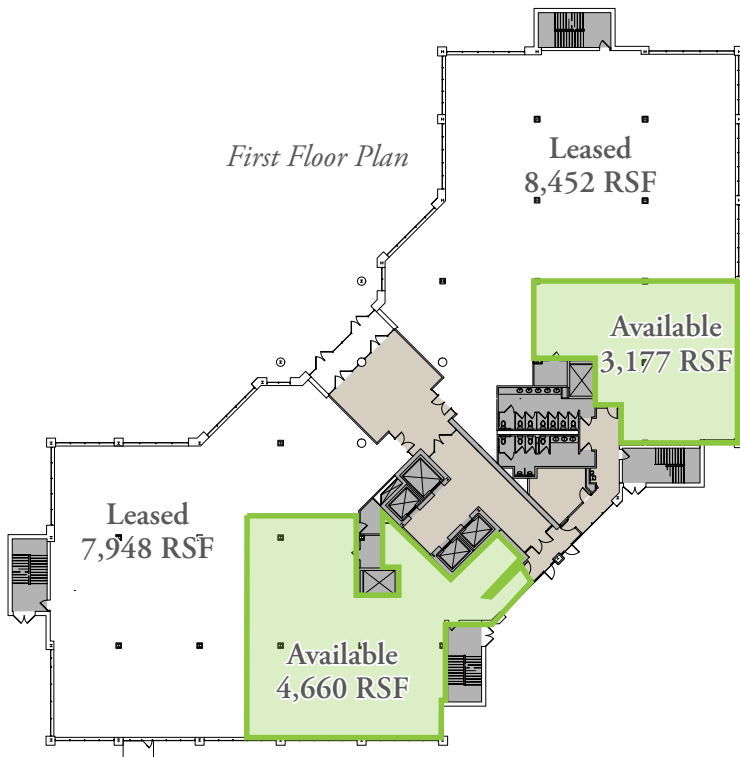 First Floor Plan
Leased
8,452 RSF
Available
3,177 RSF
Leased
7,948 RSF
Available
4,660 RSF